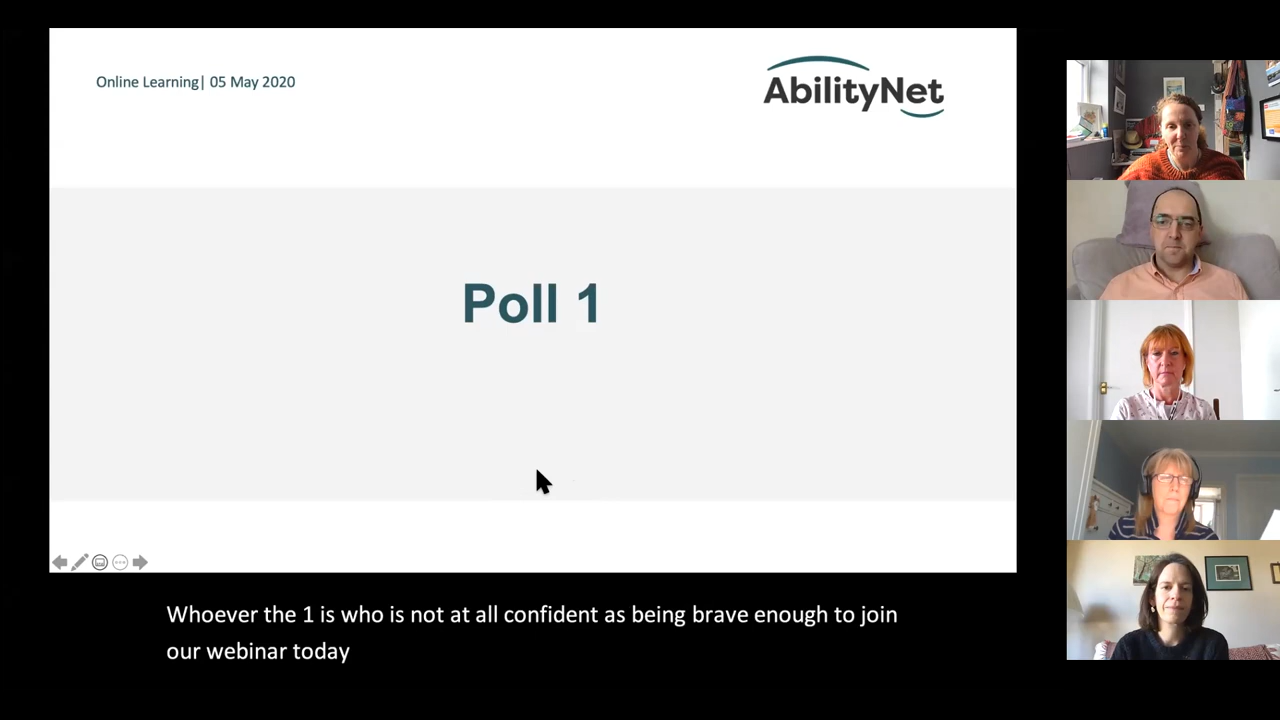 Online Learning| 05 May 2020
AbilityNet
Poll 1
Whoever the 1 is who is not at all confident as being brave enough to join
our webinar today